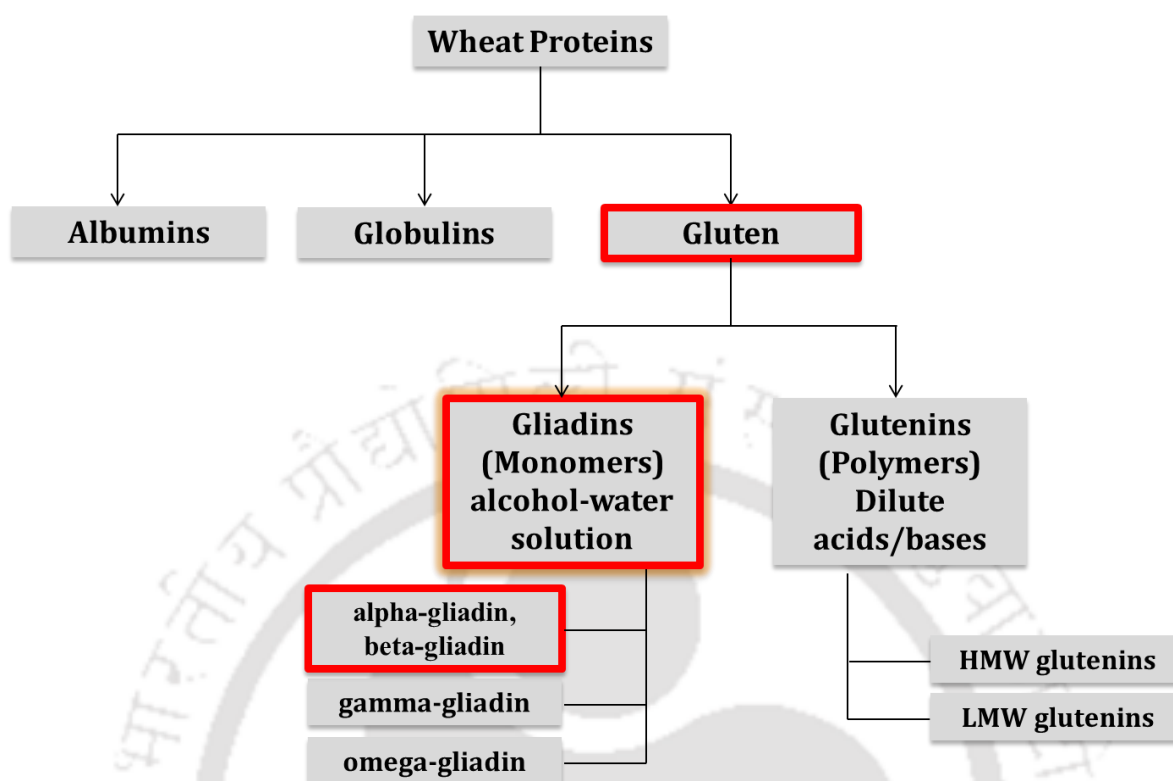 Wheat Proteins
Albumins
Globulins
Gluten
Gliadins
(Monomers)
alcohol-water
solution
Glutenins
(Polymers)
Dilute
acids/bases
alpha-gliadin,
beta-gliadin
gamma-gliadin
omega-gliadin
HMW glutenins
LMW glutenins